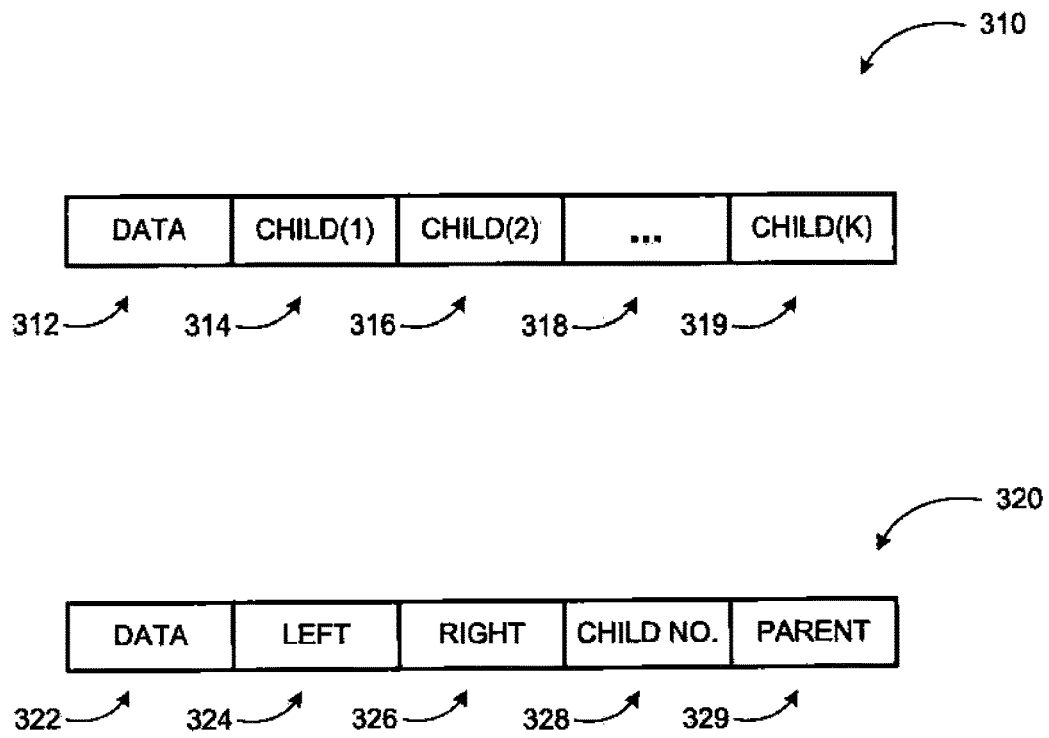 310
DATA CHILD(1) CHILD(2) ... CHILD(K)
312 314 316 318 319
320
DATA LEFT RIGHT CHILD NO. PARENT
322 324 326 328 329